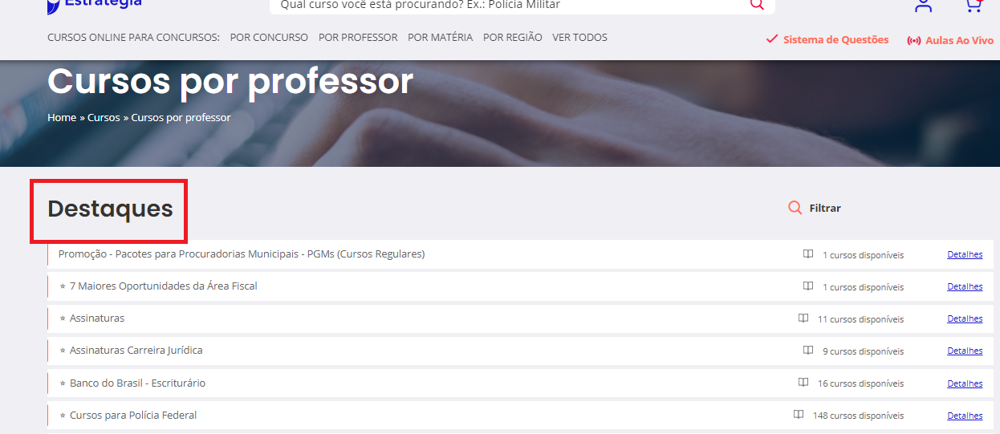 Estratégia
Qual curso você está procurando? Ex.: Polícia Militar
CURSOS ONLINE PARA CONCURSOS: POR CONCURSO POR PROFESSOR POR MATÉRIA POR REGIÃO VER TODOS
Sistema de Questões Aulas Ao Vivo
Cursos por professor
Home » Cursos » Cursos por professor
Destaques
Filtrar
Promoção - Pacotes para Procuradorias Municipais - PGMs (Cursos Regulares) 1 cursos disponíveis Detalhes
⭐ 7 Maiores Oportunidades da Área Fiscal 1 cursos disponíveis Detalhes
⭐ Assinaturas 11 cursos disponíveis Detalhes
⭐ Assinaturas Carreira Jurídica 9 cursos disponíveis Detalhes
⭐ Banco do Brasil - Escriturário 16 cursos disponíveis Detalhes
⭐ Cursos para Polícia Federal 148 cursos disponíveis Detalhes